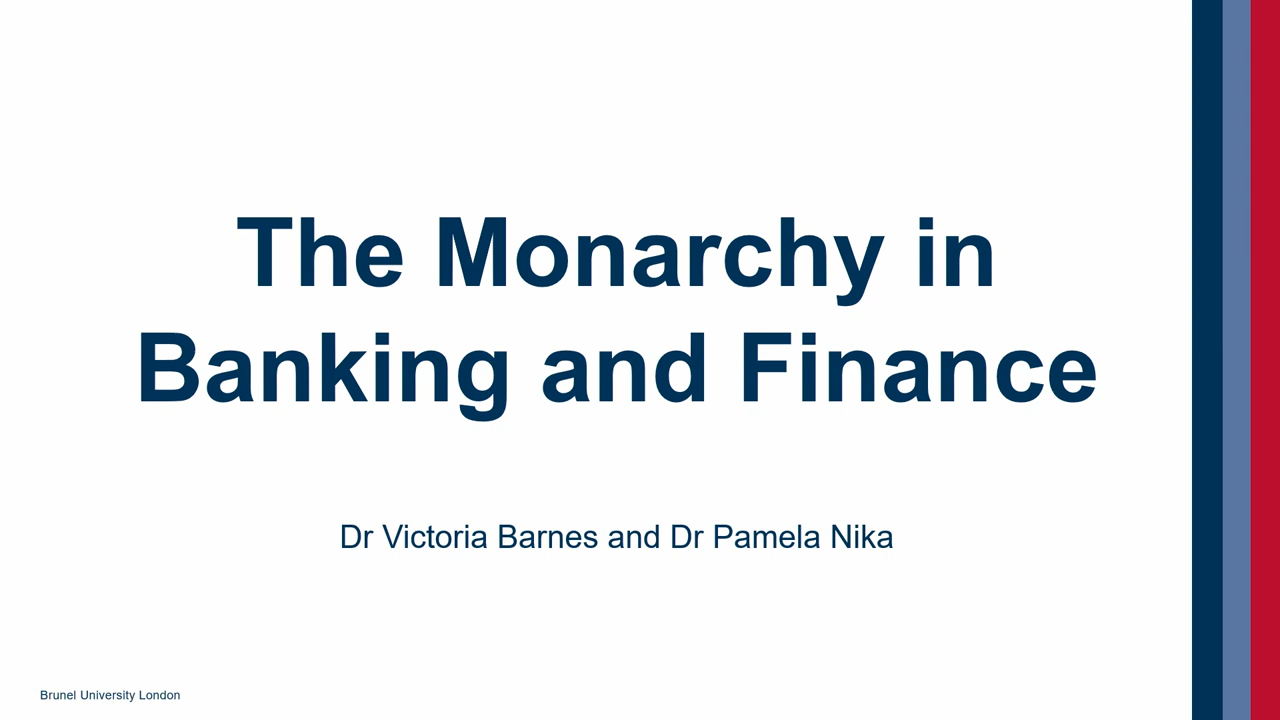 The Monarchy in
Banking and Finance
Dr Victoria Barnes and Dr Pamela Nika
Brunel University London